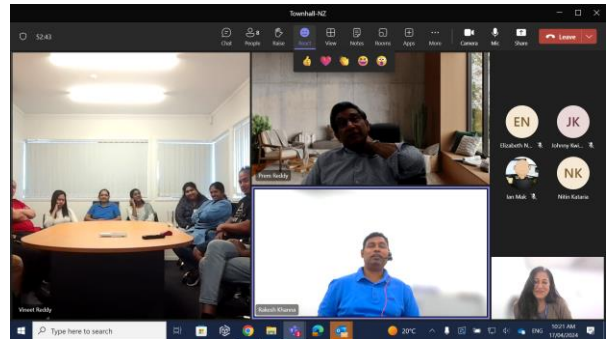 Townhall-NZ
52:43
Chat
8
People
Raise
React
View
Notes
Rooms
Apps
More
Camera
Mic
Share
Leave
Vineet Reddy
Prem Reddy
Rakesh Khanna
EN
Elizabeth N...
JK
Johnny Kwi...
Ian Mak
NK
Nitin Kataria
Type here to search
20°C
ENG
10:21 AM
17/04/2024